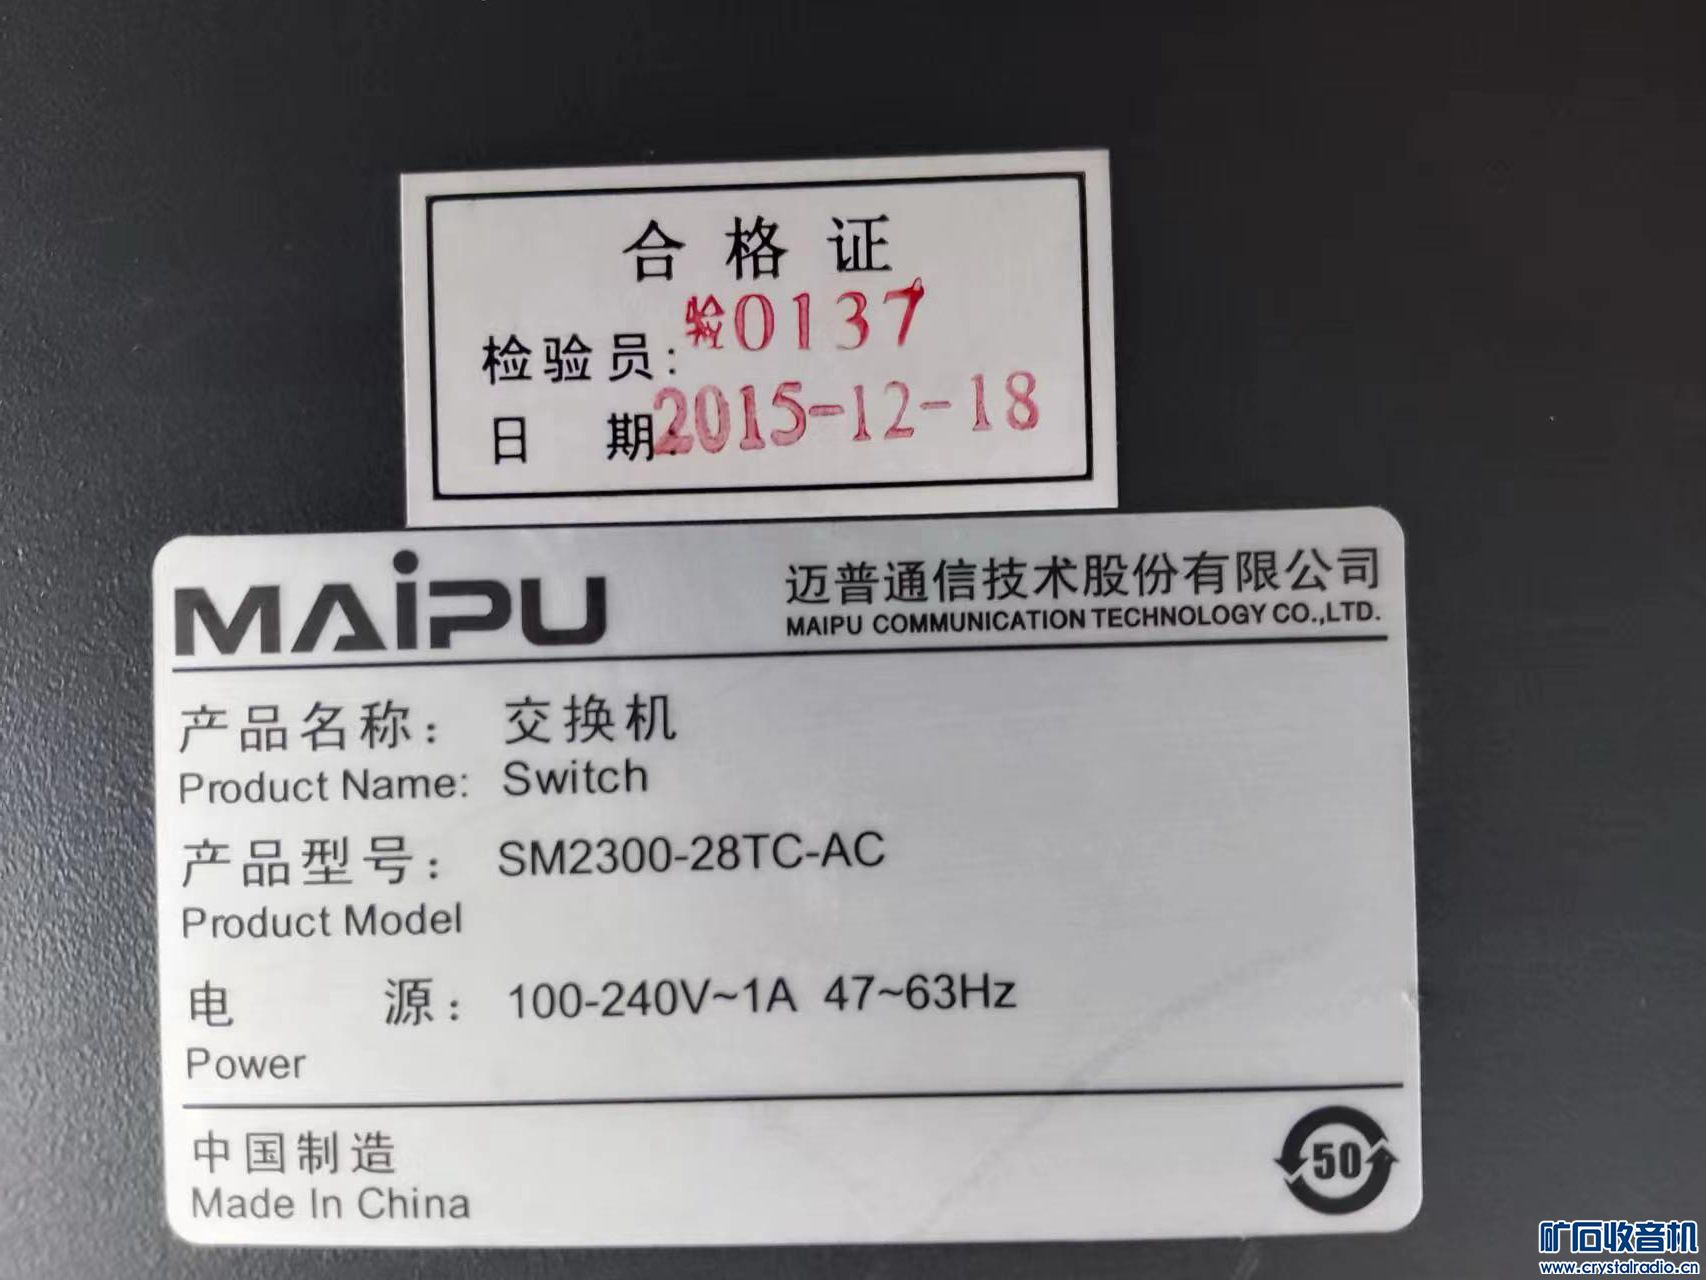 合格证
检验员:验0137
日 期:2015-12-18
MAiPU
迈普通信技术股份有限公司
MAIPU COMMUNICATION TECHNOLOGY CO.,LTD.
产品名称: 交换机
Product Name: Switch
产品型号: SM2300-28TC-AC
Product Model
电 源: 100-240V~1A 47~63Hz
Power
中国制造
Made In China
50
矿石收音机
www.crystalradio.cn